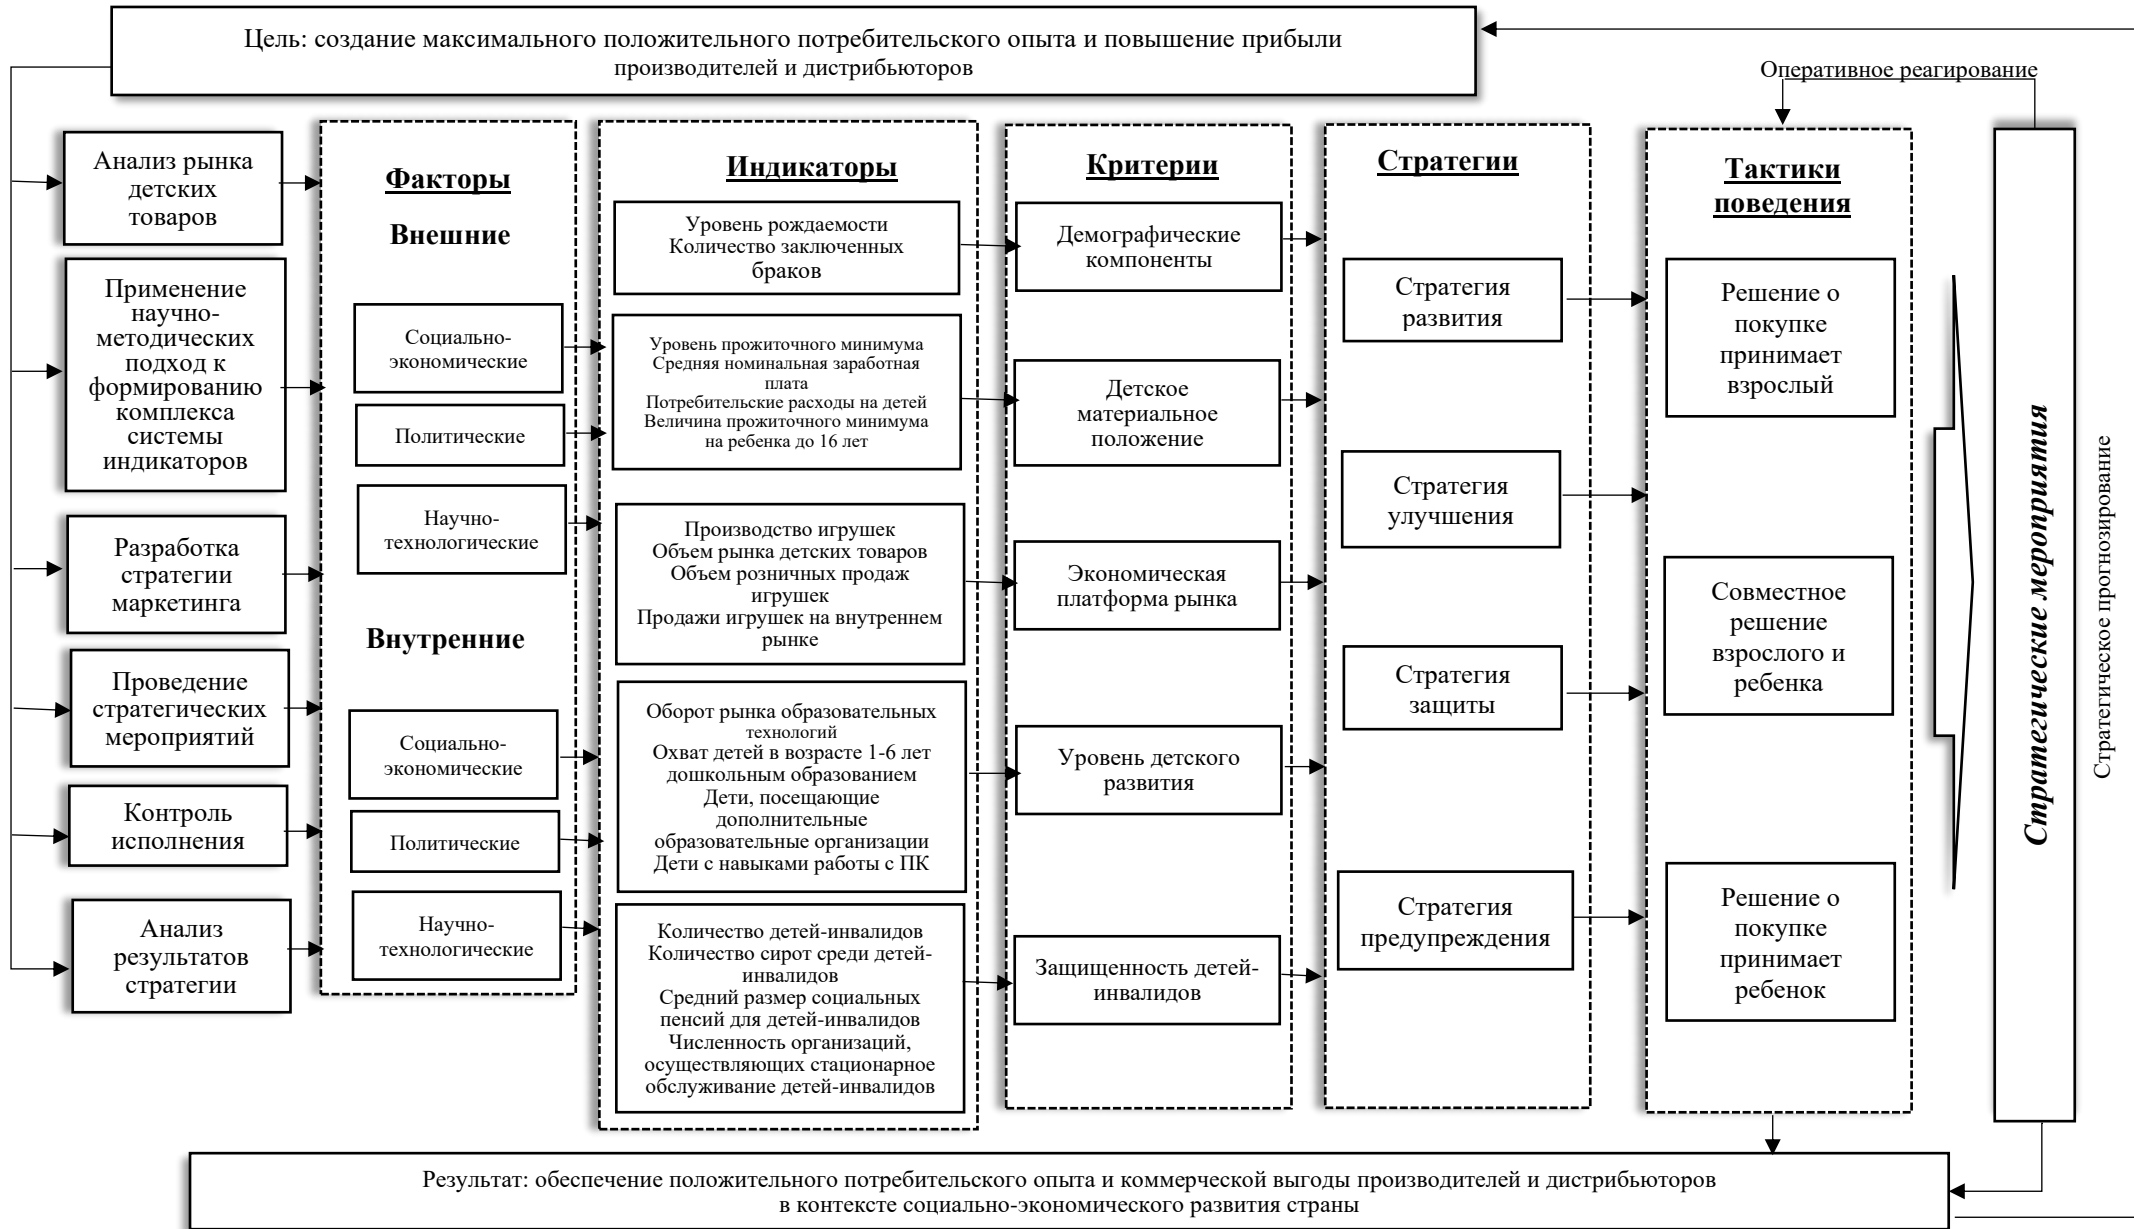 Цель: создание максимального положительного потребительского опыта и повышение прибыли
производителей и дистрибьюторов
Оперативное реагирование
Анализ рынка
детских
товаров
Применение
научно-
методических
подход к
формированию
комплекса
системы
индикаторов
Разработка
стратегии
маркетинга
Проведение
стратегических
мероприятий
Контроль
исполнения
Анализ
результатов
стратегии
Факторы
Внешние
Социально-
экономические
Политические
Научно-
технологические
Внутренние
Социально-
экономические
Политические
Научно-
технологические
Индикаторы
Уровень рождаемости
Количество заключенных
браков
Уровень прожиточного минимума
Средняя номинальная заработная
плата
Потребительские расходы на детей
Величина прожиточного минимума
на ребенка до 16 лет
Производство игрушек
Объем рынка детских товаров
Объем розничных продаж
игрушек
Продажи игрушек на внутреннем
рынке
Оборот рынка образовательных
технологий
Охват детей в возрасте 1-6 лет
дошкольным образованием
Дети, посещающие
дополнительные
образовательные организации
Дети с навыками работы с ПК
Количество детей-инвалидов
Количество сирот среди детей-
инвалидов
Средний размер социальных
пенсий для детей-инвалидов
Численность организаций,
осуществляющих стационарное
обслуживание детей-инвалидов
Критерии
Демографические
компоненты
Детское
материальное
положение
Экономическая
платформа рынка
Уровень детского
развития
Защищенность детей-
инвалидов
Стратегии
Стратегия
развития
Стратегия
улучшения
Стратегия
защиты
Стратегия
предупреждения
Тактики
поведения
Решение о
покупке
принимает
взрослый
Совместное
решение
взрослого и
ребенка
Решение о
покупке
принимает
ребенок
Стратегические мероприятия
Стратегическое прогнозирование
Результат: обеспечение положительного потребительского опыта и коммерческой выгоды производителей и дистрибьюторов
в контексте социально-экономического развития страны